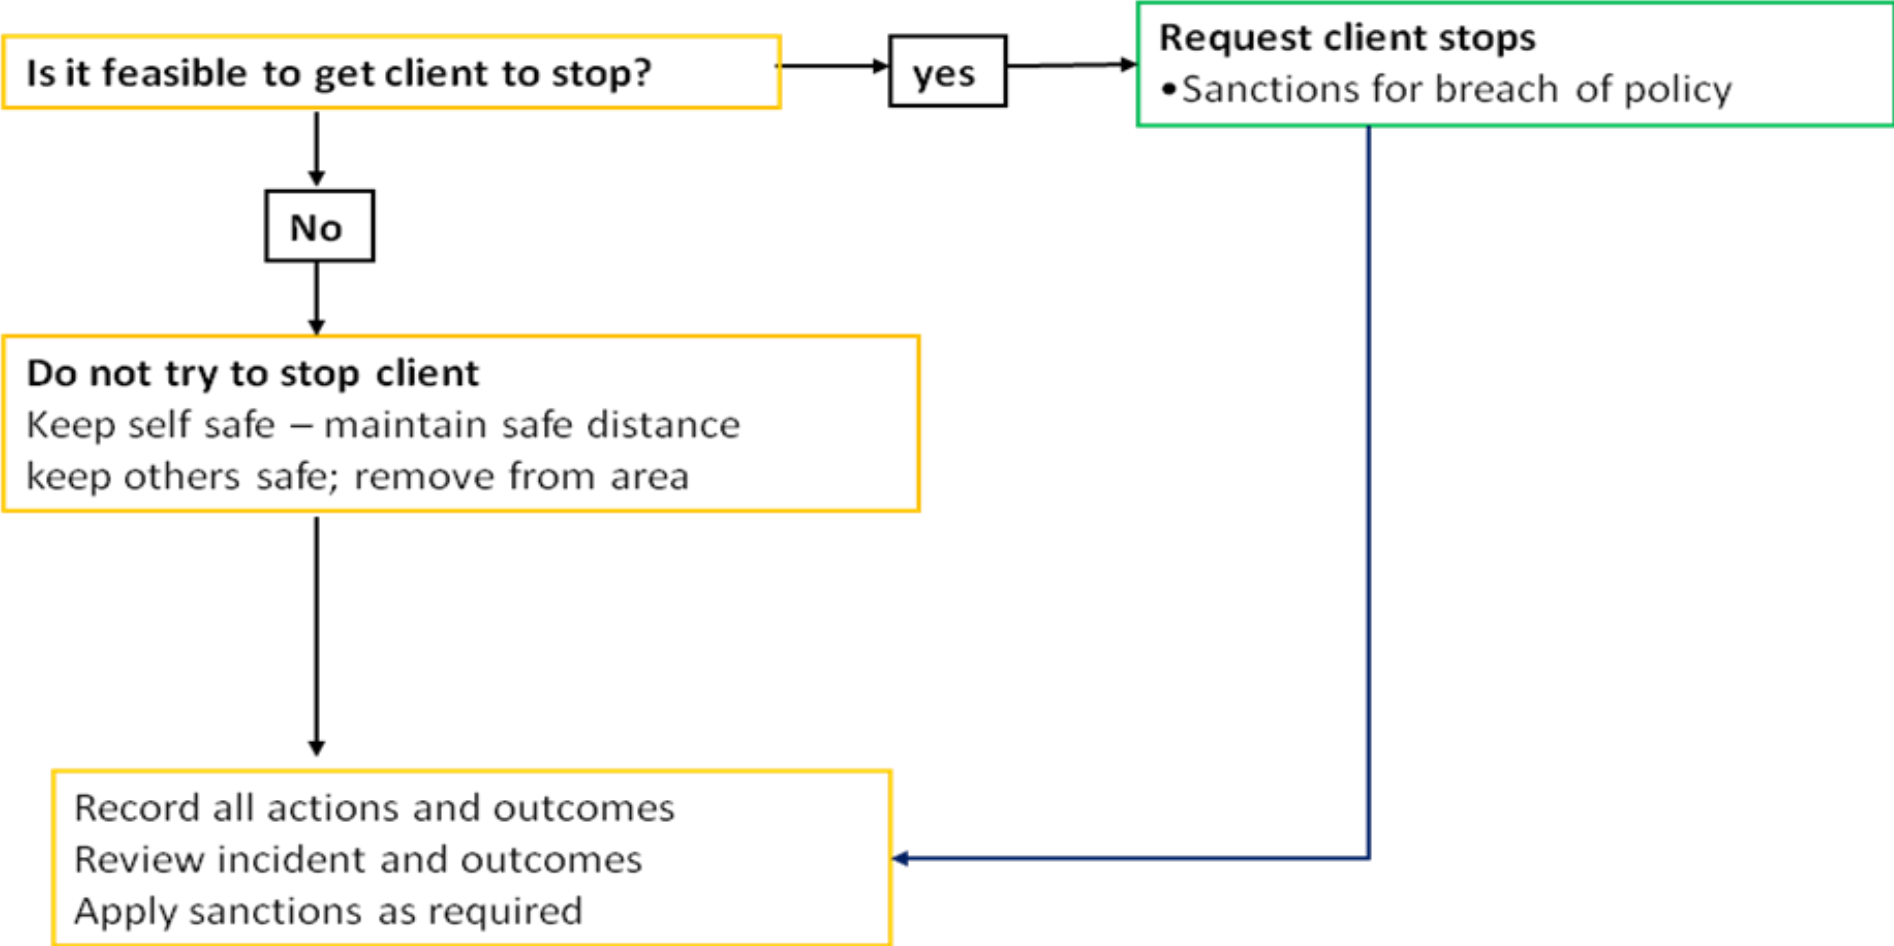 Is it feasible to get client to stop?
yes
Request client stops
•Sanctions for breach of policy
No
Do not try to stop client
Keep self safe – maintain safe distance
keep others safe; remove from area
Record all actions and outcomes
Review incident and outcomes
Apply sanctions as required